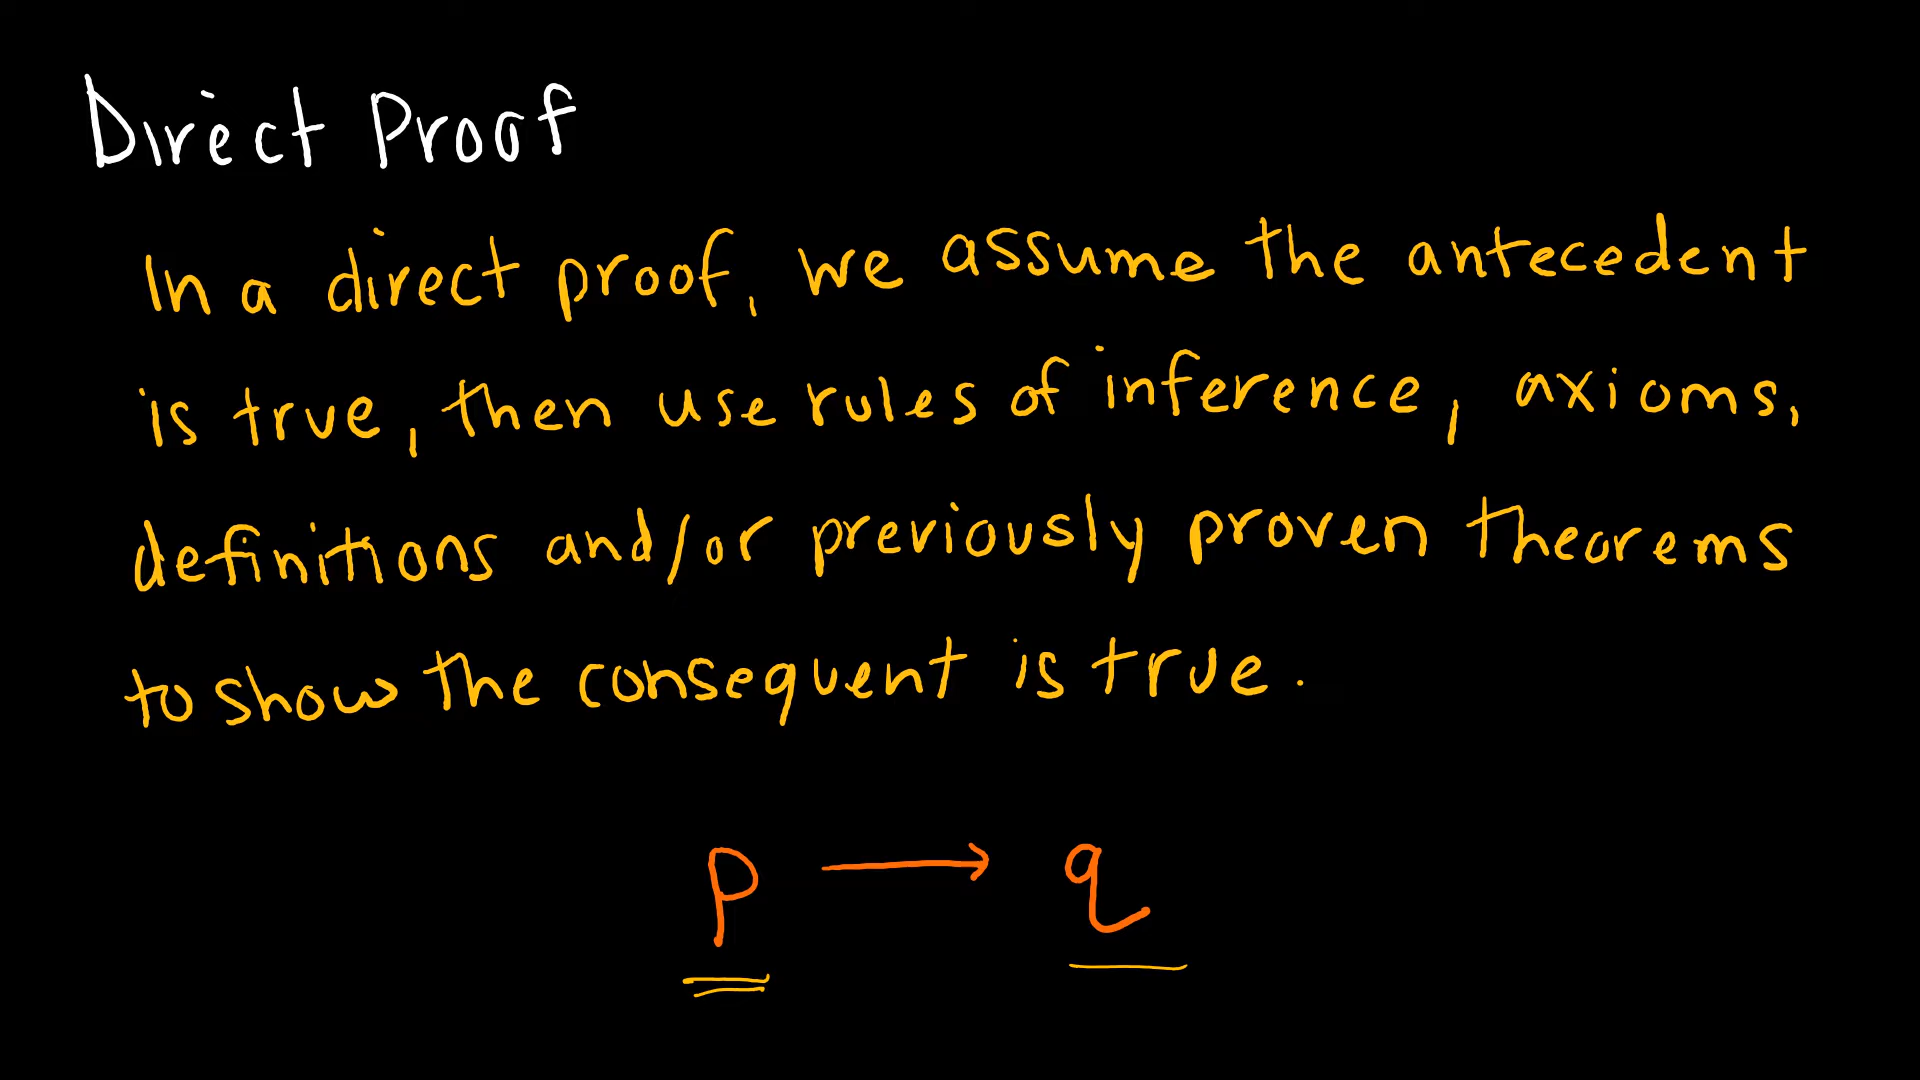 Direct Proof
In a direct proof, we assume the antecedent
is true, then use rules of inference, axioms,
definitions and/or previously proven theorems
to show the consequent is true.
p → q